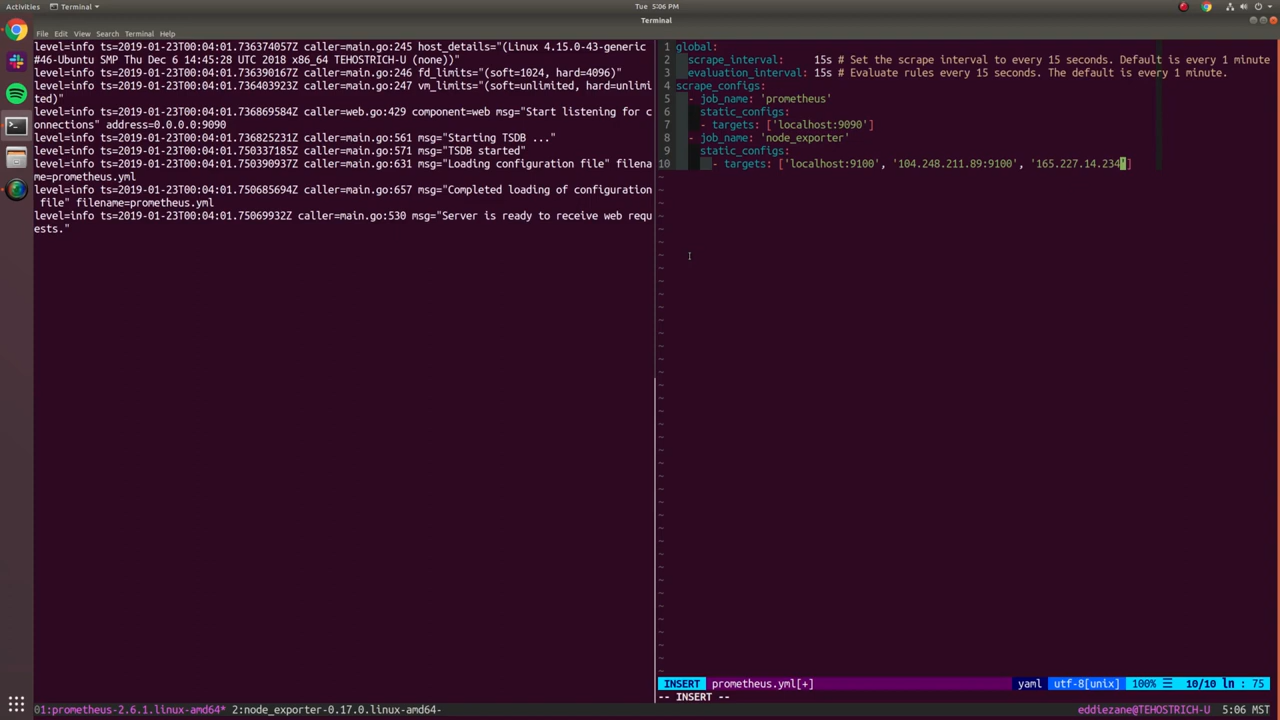 Activities
Terminal
Tue 5:06 PM
Terminal
File Edit View Search Terminal Help
level=info ts=2019-01-23T00:04:01.736374057Z caller=main.go:245 host_details="(Linux 4.15.0-43-generic
#46-Ubuntu SMP Thu Dec 6 14:45:28 UTC 2018 x86_64 TEHOSTRICH-U (none))"
level=info ts=2019-01-23T00:04:01.736390167Z caller=main.go:246 fd_limits="(soft=1024, hard=4096)"
level=info ts=2019-01-23T00:04:01.736403923Z caller=main.go:247 vm_limits="(soft=unlimited, hard=unlimi
ted)"
level=info ts=2019-01-23T00:04:01.736869584Z caller=web.go:429 component=web msg="Start listening for c
onnections" address=0.0.0.0:9090
level=info ts=2019-01-23T00:04:01.736825231Z caller=main.go:561 msg="Starting TSDB ..."
level=info ts=2019-01-23T00:04:01.750337185Z caller=main.go:571 msg="TSDB started"
level=info ts=2019-01-23T00:04:01.750390937Z caller=main.go:631 msg="Loading configuration file" filena
me=prometheus.yml
level=info ts=2019-01-23T00:04:01.750685694Z caller=main.go:657 msg="Completed loading of configuration
file" filename=prometheus.yml
level=info ts=2019-01-23T00:04:01.75069932Z caller=main.go:530 msg="Server is ready to receive web requ
ests."
1 global:
2 scrape_interval: 15s # Set the scrape interval to every 15 seconds. Default is every 1 minute
3 evaluation_interval: 15s # Evaluate rules every 15 seconds. The default is every 1 minute.
4 scrape_configs:
5 - job_name: 'prometheus'
6 static_configs:
7 - targets: ['localhost:9090']
8 - job_name: 'node_exporter'
9 static_configs:
10 - targets: ['localhost:9100', '104.248.211.89:9100', '165.227.14.234']
INSERT prometheus.yml[+] yaml utf-8[unix] 100% ☰ 10/10 ln : 75
-- INSERT --
01:prometheus-2.6.1.linux-amd64* 2:node_exporter-0.17.0.linux-amd64- eddiezane@TEHOSTRICH-U 5:06 MST